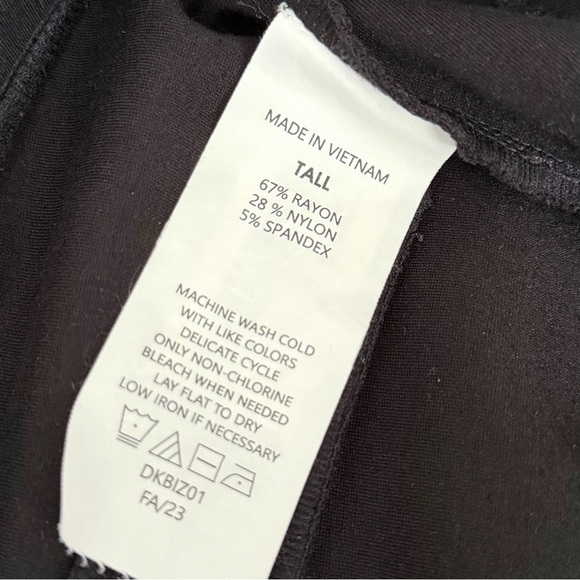 MADE IN VIETNAM
TALL
67% RAYON
28 % NYLON
5% SPANDEX
MACHINE WASH COLD
WITH LIKE COLORS
DELICATE CYCLE
ONLY NON-CHLORINE
BLEACH WHEN NEEDED
LAY FLAT TO DRY
LOW IRON IF NECESSARY
DKBIZ01
FA/23